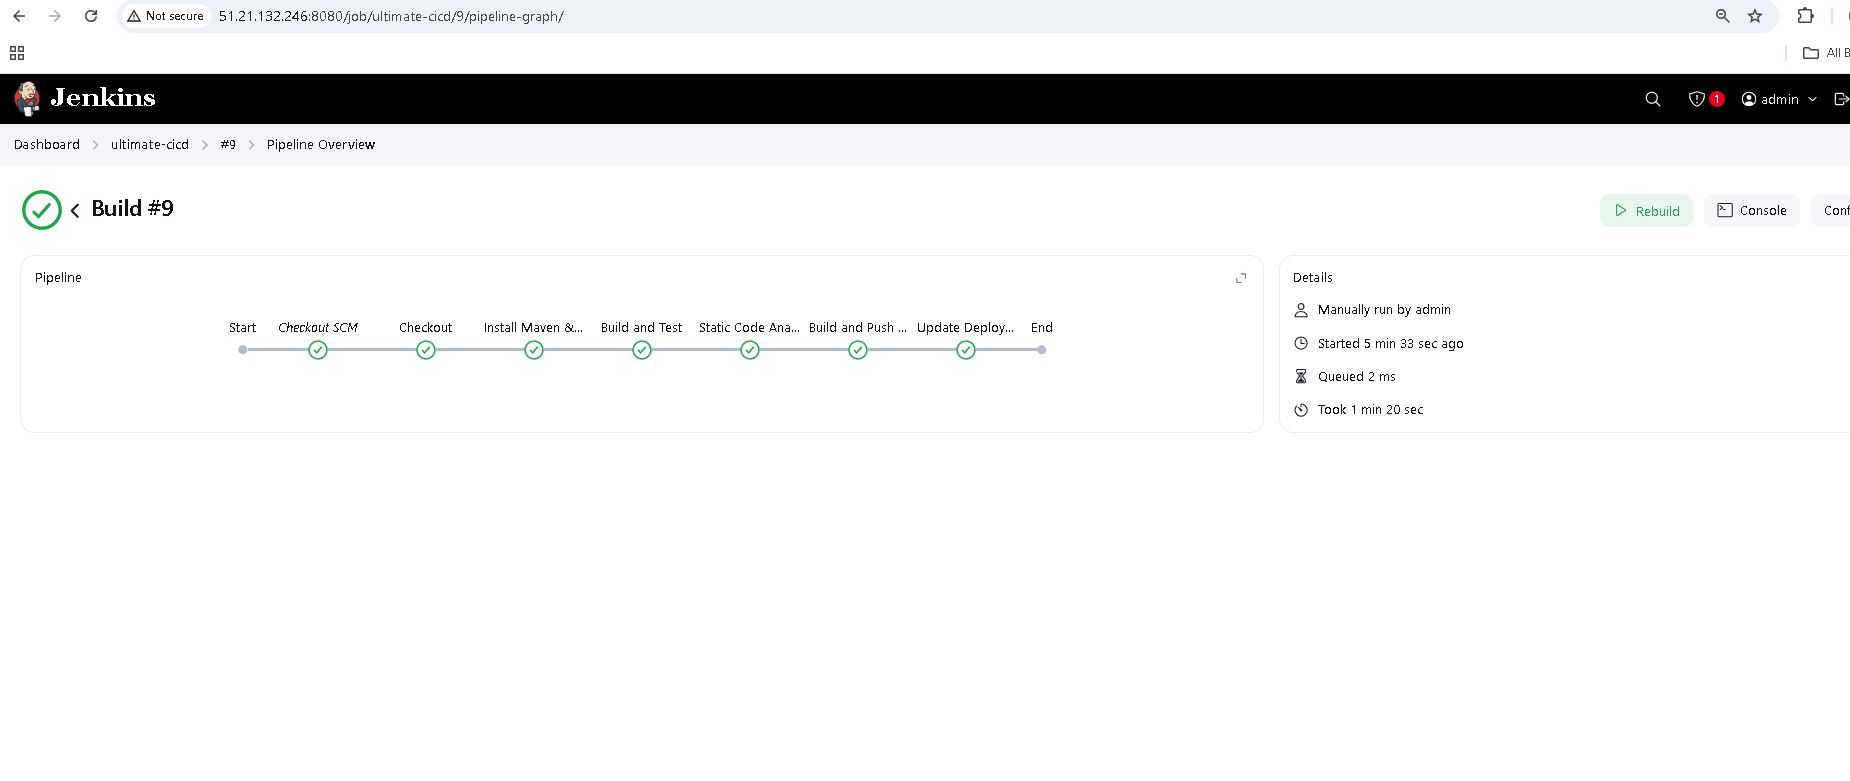 Not secure 51.21.132.246:8080/job/ultimate-cicd/9/pipeline-graph/
All B
Jenkins
1 admin
Dashboard ultimate-cicd #9 Pipeline Overview
Build #9
Rebuild Console Conf
Pipeline
Start Checkout SCM Checkout Install Maven &... Build and Test Static Code Ana... Build and Push ... Update Deploy... End
Details
Manually run by admin
Started 5 min 33 sec ago
Queued 2 ms
Took 1 min 20 sec